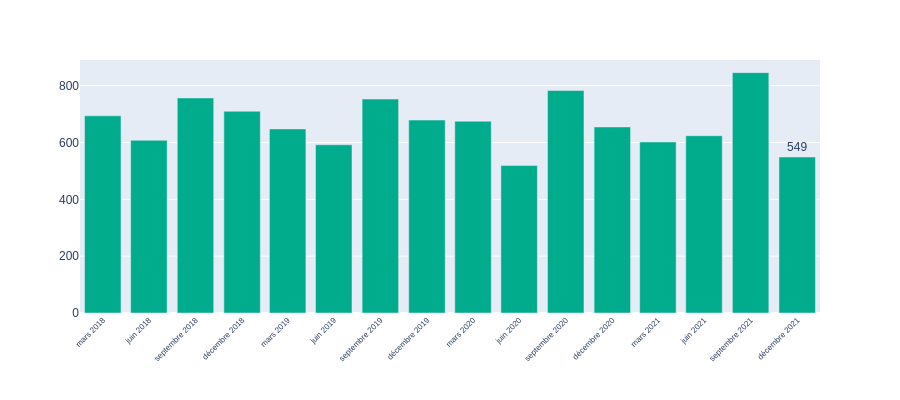 800
600
400
200
0
549
mars 2018
juin 2018
septembre 2018
décembre 2018
mars 2019
juin 2019
septembre 2019
décembre 2019
mars 2020
juin 2020
septembre 2020
décembre 2020
mars 2021
juin 2021
septembre 2021
décembre 2021